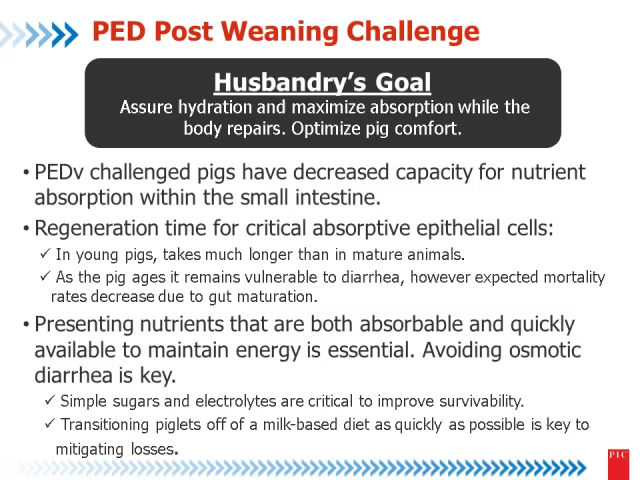 PED Post Weaning Challenge
Husbandry’s Goal
Assure hydration and maximize absorption while the
body repairs. Optimize pig comfort.
• PEDv challenged pigs have decreased capacity for nutrient
absorption within the small intestine.
• Regeneration time for critical absorptive epithelial cells:
✓ In young pigs, takes much longer than in mature animals.
✓ As the pig ages it remains vulnerable to diarrhea, however expected mortality
rates decrease due to gut maturation.
• Presenting nutrients that are both absorbable and quickly
available to maintain energy is essential. Avoiding osmotic
diarrhea is key.
✓ Simple sugars and electrolytes are critical to improve survivability.
✓ Transitioning piglets off of a milk-based diet as quickly as possible is key to
mitigating losses.
PIC